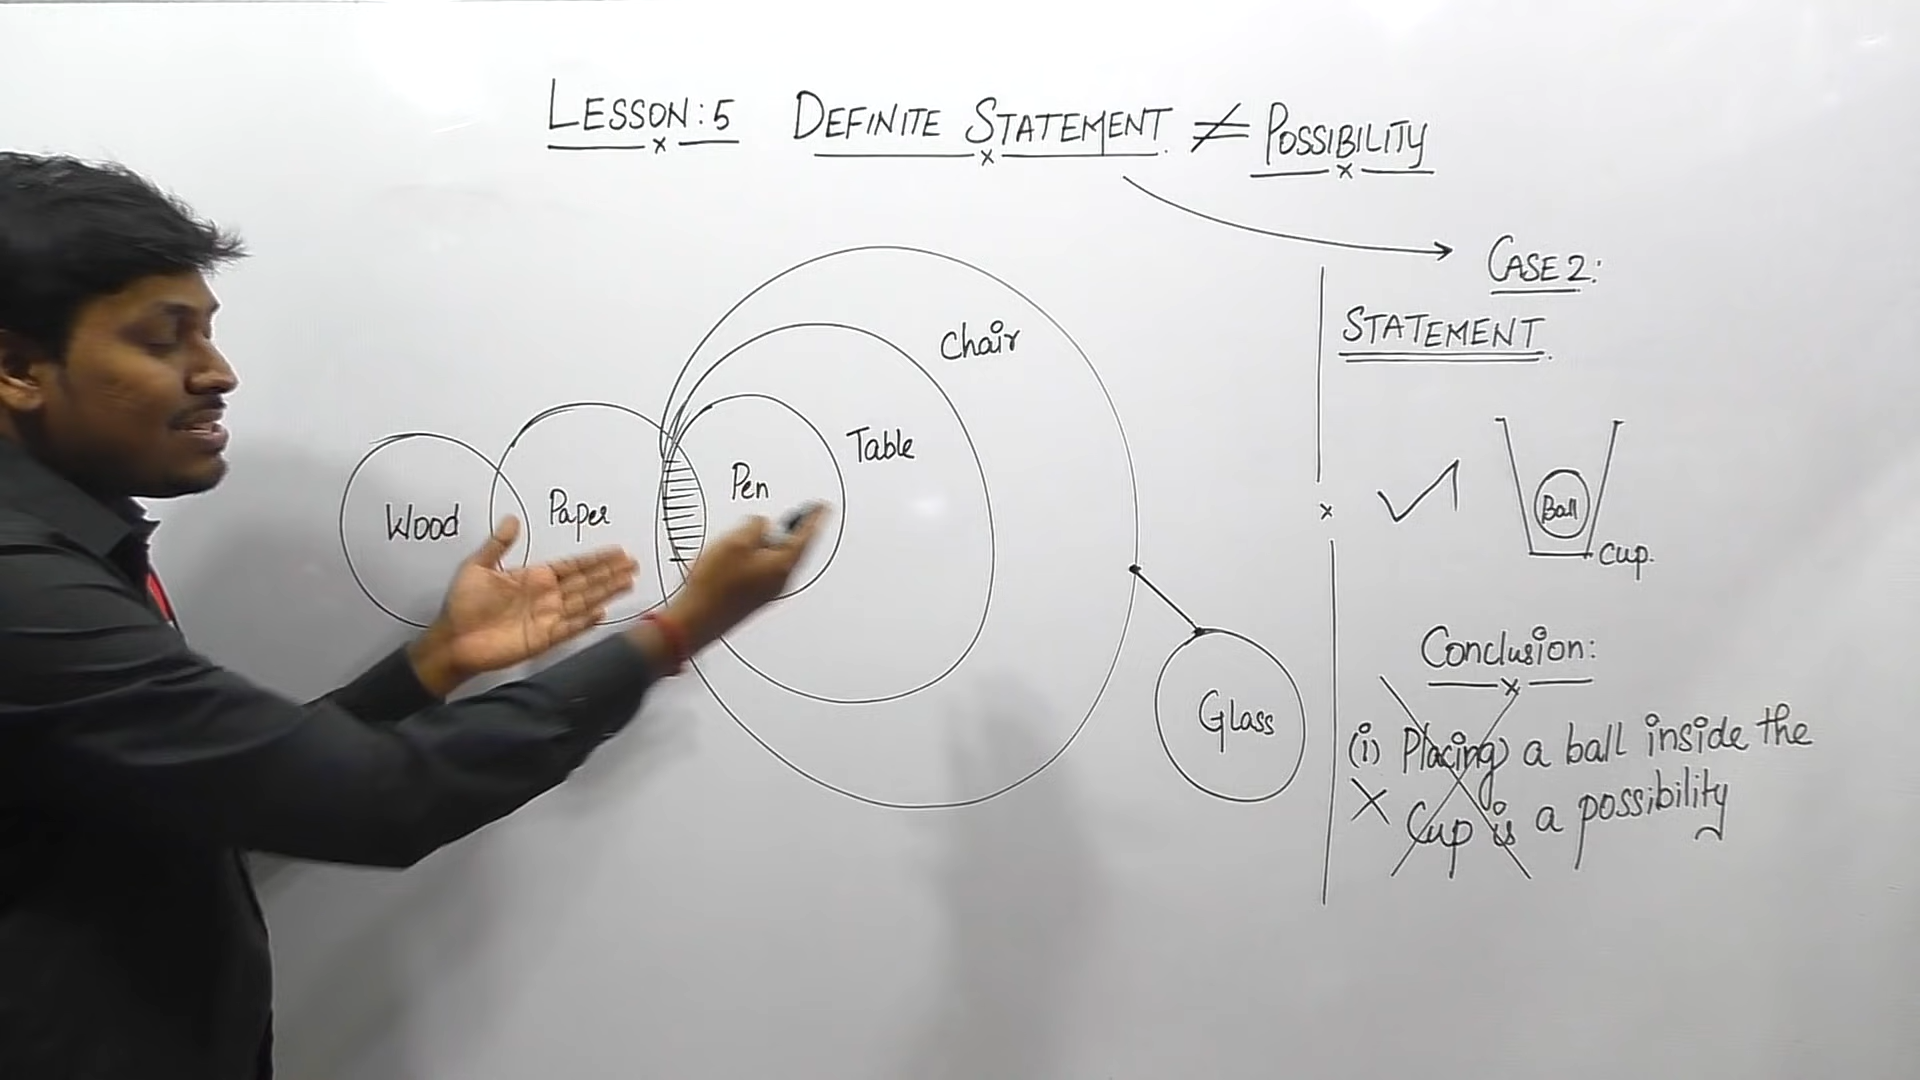 LESSON:5 DEFINITE STATEMENT ≠ POSSIBILITY
CASE 2:
STATEMENT.
Chair
Table
Pen
Paper
Wood
Glass
Ball
Cup.
Conclusion:
(i) Placing a ball inside the
Cup is a possibility